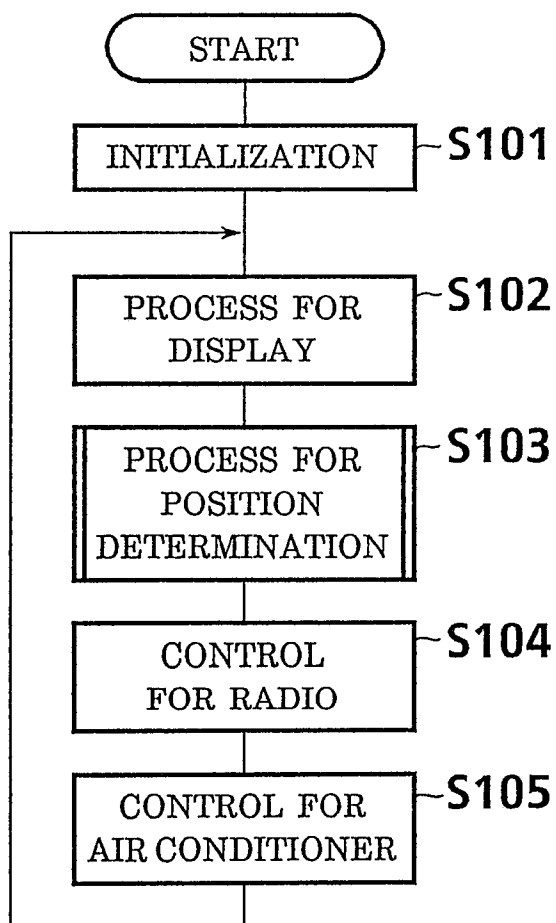 START
INITIALIZATION
S101
PROCESS FOR
DISPLAY
S102
PROCESS FOR
POSITION
DETERMINATION
S103
CONTROL
FOR RADIO
S104
CONTROL FOR
AIR CONDITIONER
S105